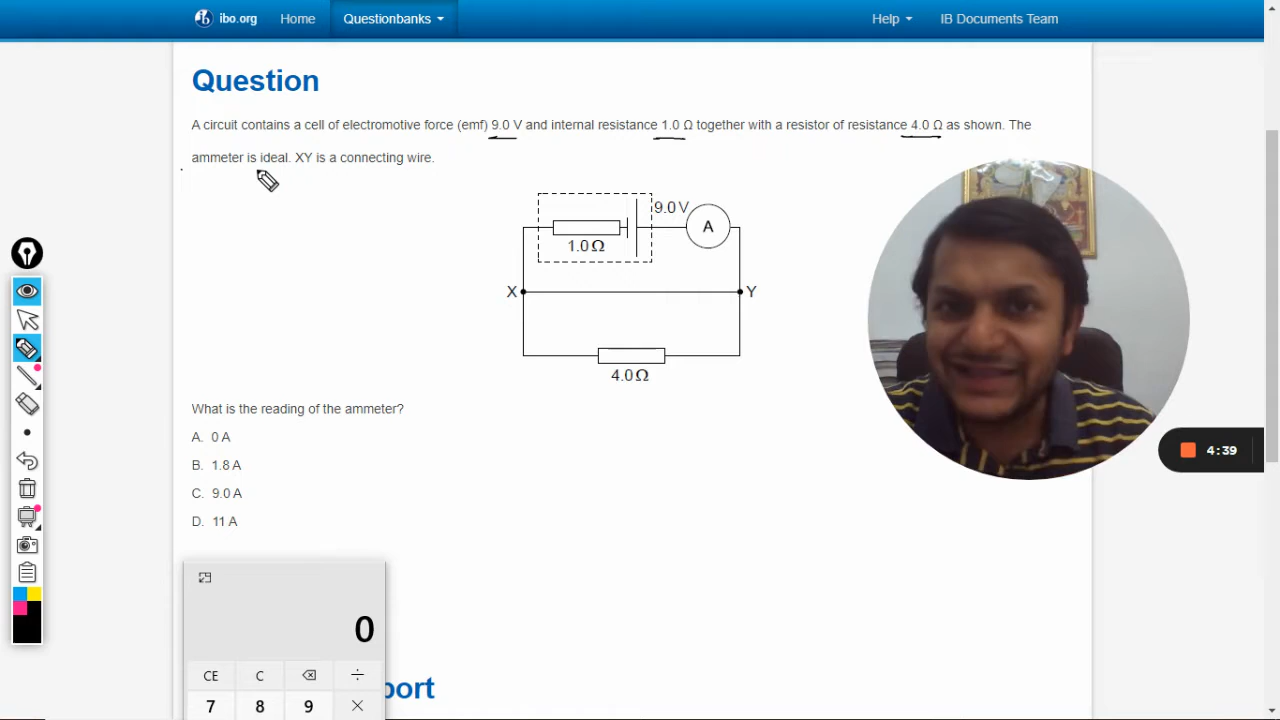 ibo.org Home Questionbanks Help IB Documents Team
Question
A circuit contains a cell of electromotive force (emf) 9.0 V and internal resistance 1.0 Ω together with a resistor of resistance 4.0 Ω as shown. The
ammeter is ideal. XY is a connecting wire.
9.0 V
A
1.0 Ω
X
Y
4.0 Ω
What is the reading of the ammeter?
A. 0 A
B. 1.8 A
C. 9.0 A
D. 11 A
4:39
0
CE C ÷
port
7 8 9 ×